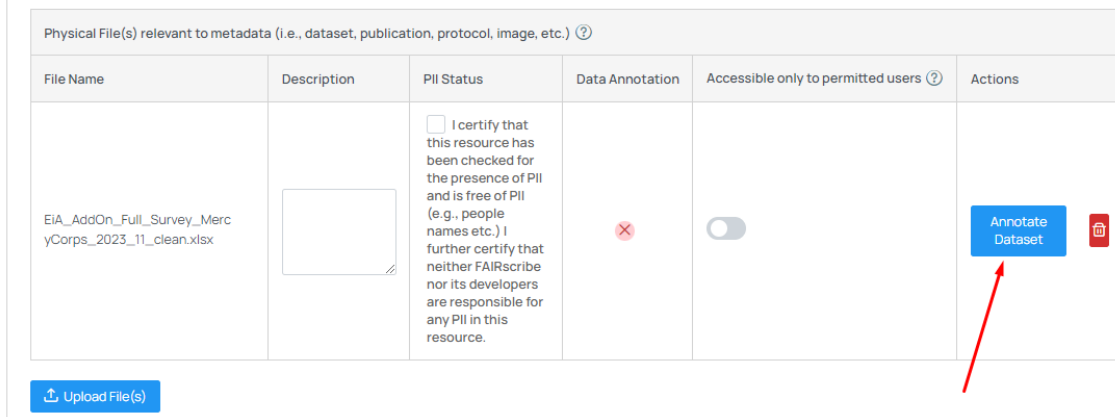 Physical File(s) relevant to metadata (i.e., dataset, publication, protocol, image, etc.) ?
File Name
Description
PII Status
Data Annotation
Accessible only to permitted users ?
Actions
EiA_AddOn_Full_Survey_Merc
yCorps_2023_11_clean.xlsx
I certify that
this resource has
been checked for
the presence of PII
and is free of PII
(e.g., people
names etc.) I
further certify that
neither FAIRscribe
nor its developers
are responsible for
any PII in this
resource.
Annotate
Dataset
Upload File(s)